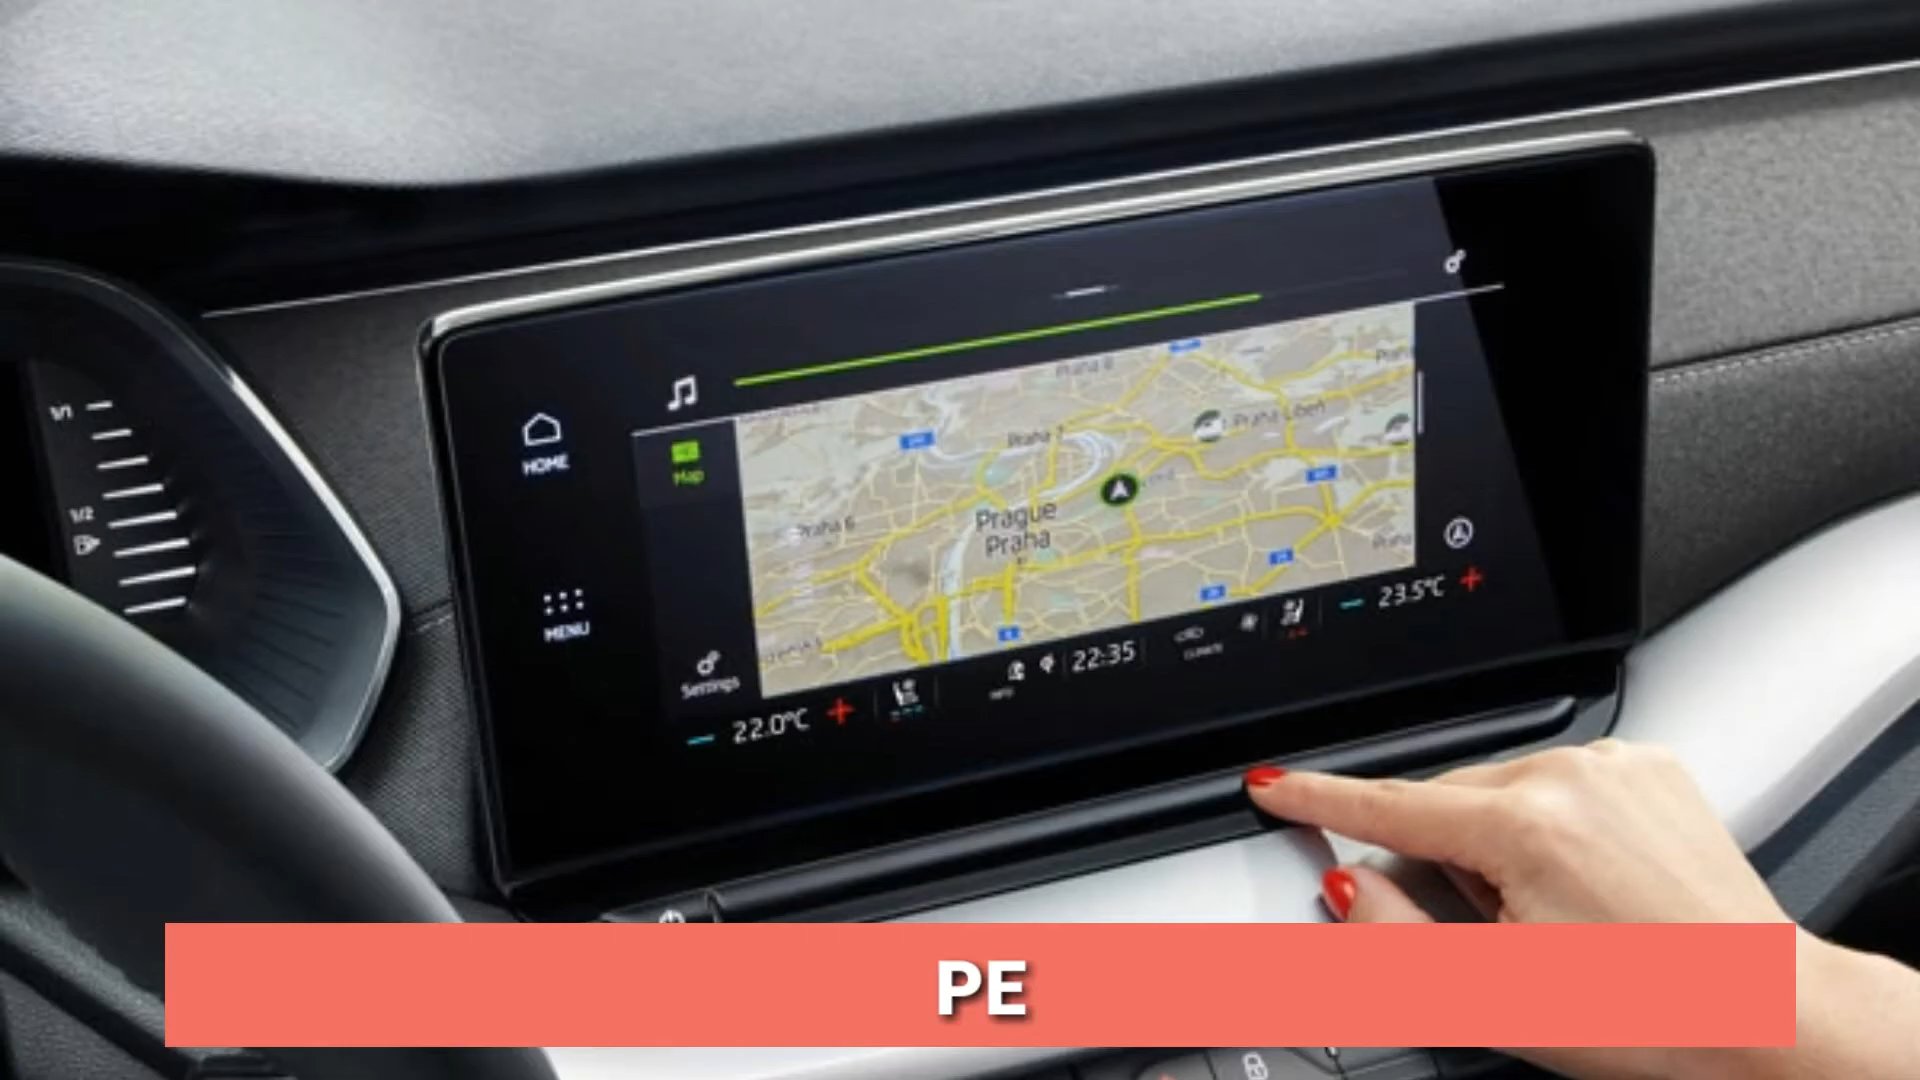 1/1
1/2
HOME
MENU
Map
Settings
Praha 8
Praha 7
Praha Libeň
Praha 6
Prague
Praha
22.0°C
22:35
CLIMATE
23.5°C
PE